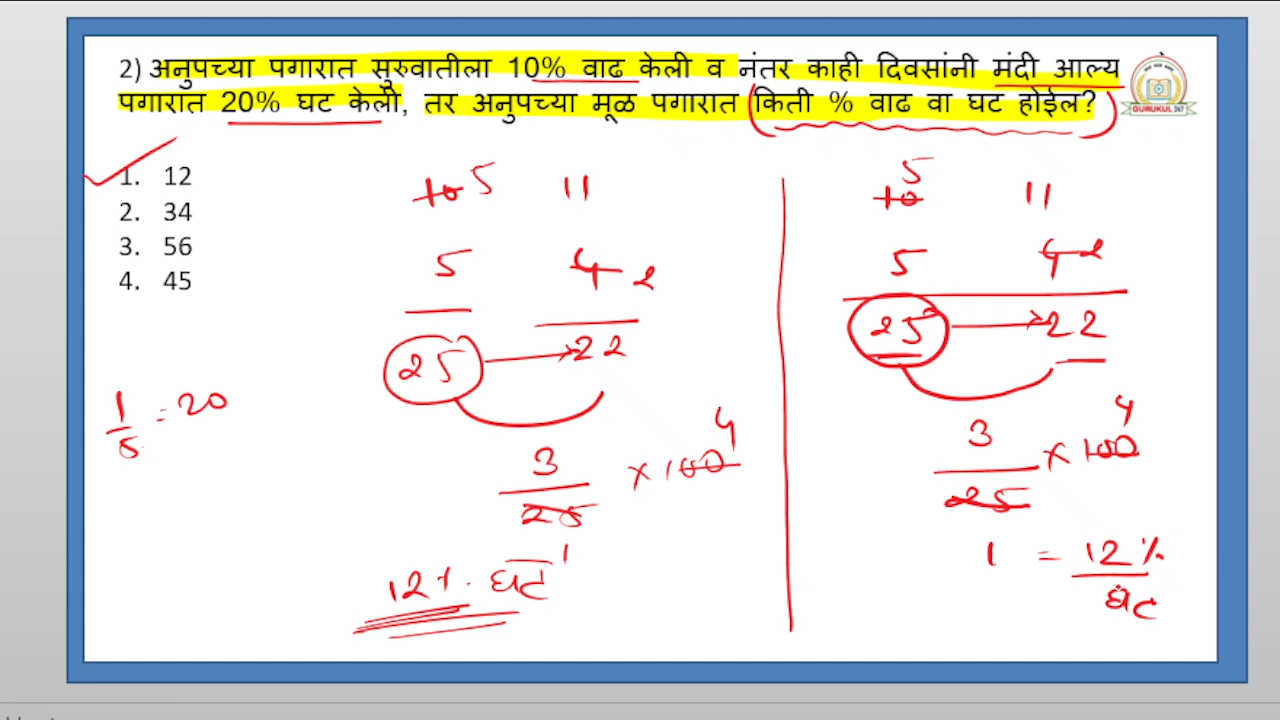 2) अनुपच्या पगारात सुरुवातीला 10% वाढ केली व नंतर काही दिवसांनी मंदी आल्य
पगारात 20% घट केली, तर अनुपच्या मूळ पगारात किती % वाढ वा घट होईल?
GURUKUL 24/7
1. 12
2. 34
3. 56
4. 45
10 5 11
5 4 2
25 → 22
3/25 × 100 4
1
12% घट
1/5 = 20
5
10 11
5 4 2
25 → 22
3/25 × 100 4
1 = 12%
घट